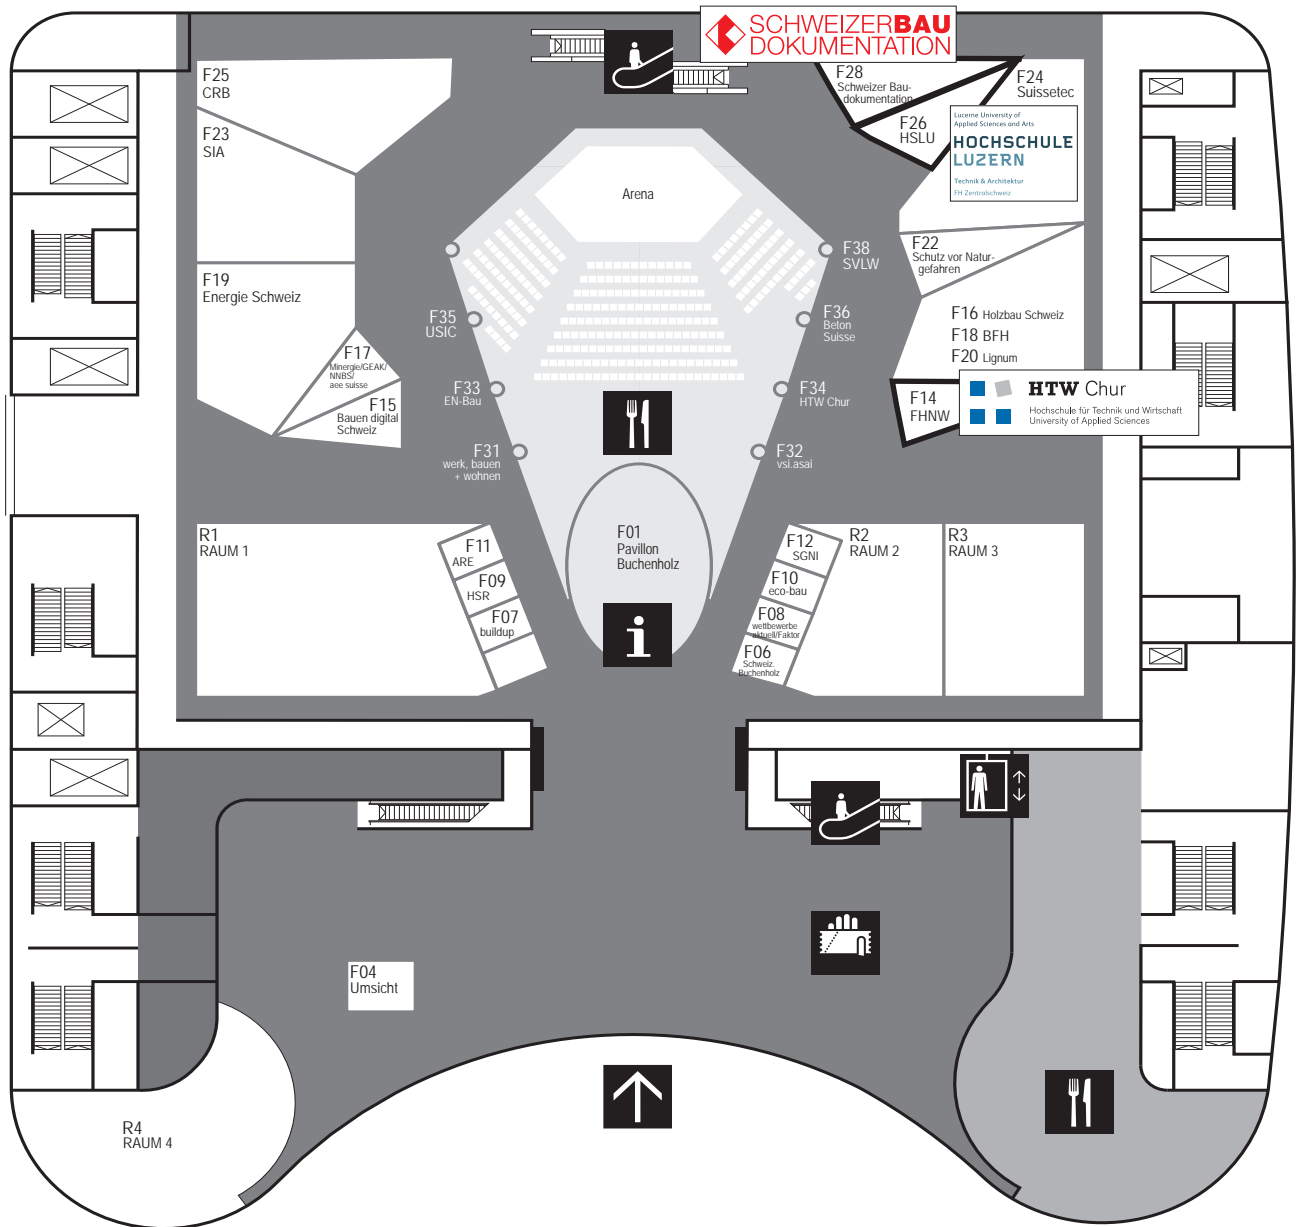 SCHWEIZERBAU
DOKUMENTATION
F25
CRB
F23
SIA
F19
Energie Schweiz
F17
Minergie/GEAK/
NNBS/
aee suisse
F15
Bauen digital
Schweiz
Arena
F35
USIC
F33
EN-Bau
F31
werk, bauen
+ wohnen
F38
SVLW
F36
Beton
Suisse
F34
HTW Chur
F32
vsi.asai
F28
Schweizer Bau-
dokumentation
F26
HSLU
F24
Suissetec
Lucerne University of
Applied Sciences and Arts
HOCHSCHULE
LUZERN
Technik & Architektur
FH Zentralschweiz
F22
Schutz vor Natur-
gefahren
F16 Holzbau Schweiz
F18 BFH
F20 Lignum
F14
FHNW
HTW Chur
Hochschule für Technik und Wirtschaft
University of Applied Sciences
R1
RAUM 1
F11
ARE
F09
HSR
F07
buildup
F01
Pavillon
Buchenholz
F12
SGNI
F10
eco-bau
F08
wettbewerbe
aktuell/Faktor
F06
Schweiz.
Buchenholz
R2
RAUM 2
R3
RAUM 3
F04
Umsicht
R4
RAUM 4